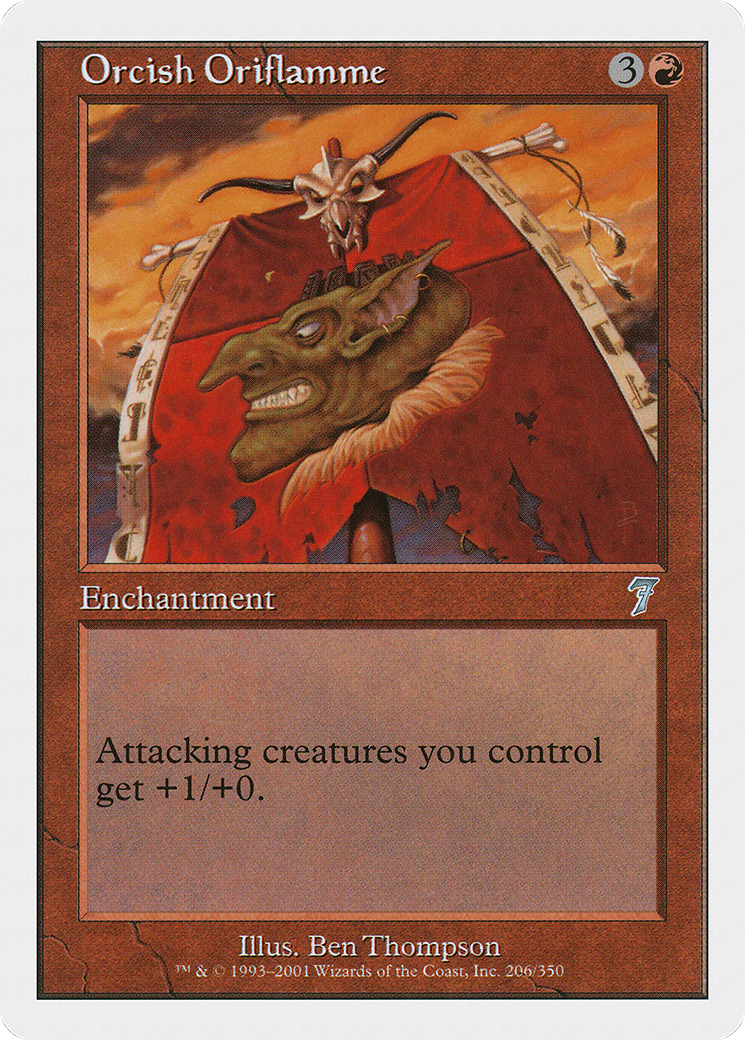 Orcish Oriflamme 3
Enchantment 7
Attacking creatures you control
get +1/+0.
Illus. Ben Thompson
™ & © 1993–2001 Wizards of the Coast, Inc. 206/350